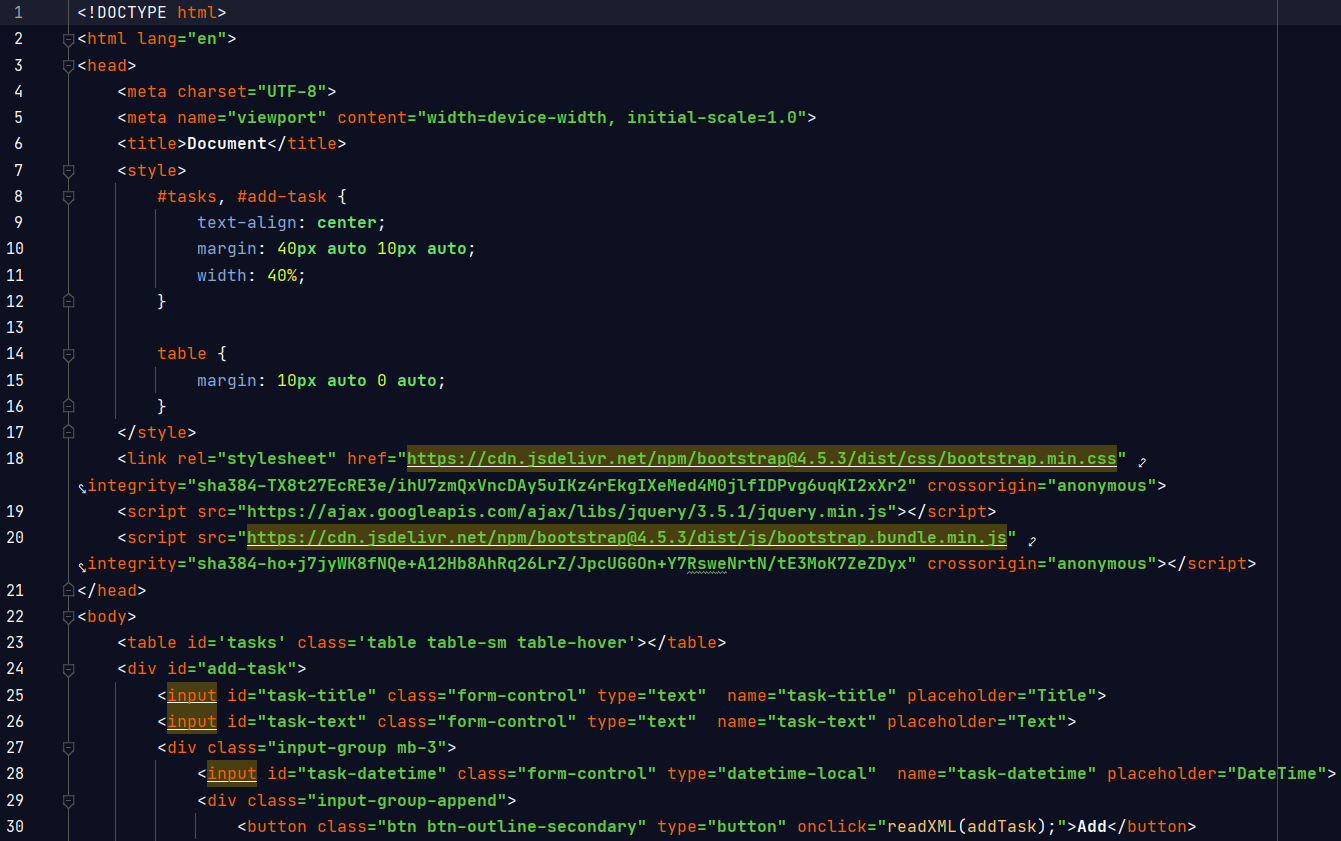 1 <!DOCTYPE html>
2 <html lang="en">
3 <head>
4 <meta charset="UTF-8">
5 <meta name="viewport" content="width=device-width, initial-scale=1.0">
6 <title>Document</title>
7 <style>
8 #tasks, #add-task {
9 text-align: center;
10 margin: 40px auto 10px auto;
11 width: 40%;
12 }
13
14 table {
15 margin: 10px auto 0 auto;
16 }
17 </style>
18 <link rel="stylesheet" href="https://cdn.jsdelivr.net/npm/bootstrap@4.5.3/dist/css/bootstrap.min.css"
integrity="sha384-TX8t27EcRE3e/ihU7zmQxVncDAy5uIKz4rEkgIXeMed4M0jlfIDPvg6uqKI2xXr2" crossorigin="anonymous">
19 <script src="https://ajax.googleapis.com/ajax/libs/jquery/3.5.1/jquery.min.js"></script>
20 <script src="https://cdn.jsdelivr.net/npm/bootstrap@4.5.3/dist/js/bootstrap.bundle.min.js"
integrity="sha384-ho+j7jyWK8fNQe+A12Hb8AhRq26LrZ/JpcUGGOn+Y7RsweNrtN/tE3MoK7ZeZDyx" crossorigin="anonymous"></script>
21 </head>
22 <body>
23 <table id='tasks' class='table table-sm table-hover'></table>
24 <div id="add-task">
25 <input id="task-title" class="form-control" type="text"  name="task-title" placeholder="Title">
26 <input id="task-text" class="form-control" type="text"  name="task-text" placeholder="Text">
27 <div class="input-group mb-3">
28 <input id="task-datetime" class="form-control" type="datetime-local"  name="task-datetime" placeholder="DateTime">
29 <div class="input-group-append">
30 <button class="btn btn-outline-secondary" type="button" onclick="readXML(addTask);">Add</button>